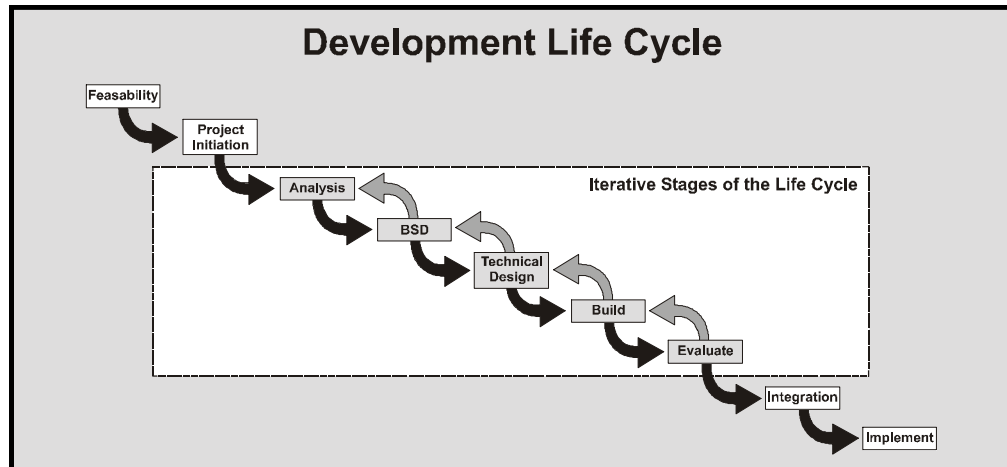 Development Life Cycle
Feasability
Project
Initiation
Iterative Stages of the Life Cycle
Analysis
BSD
Technical
Design
Build
Evaluate
Integration
Implement